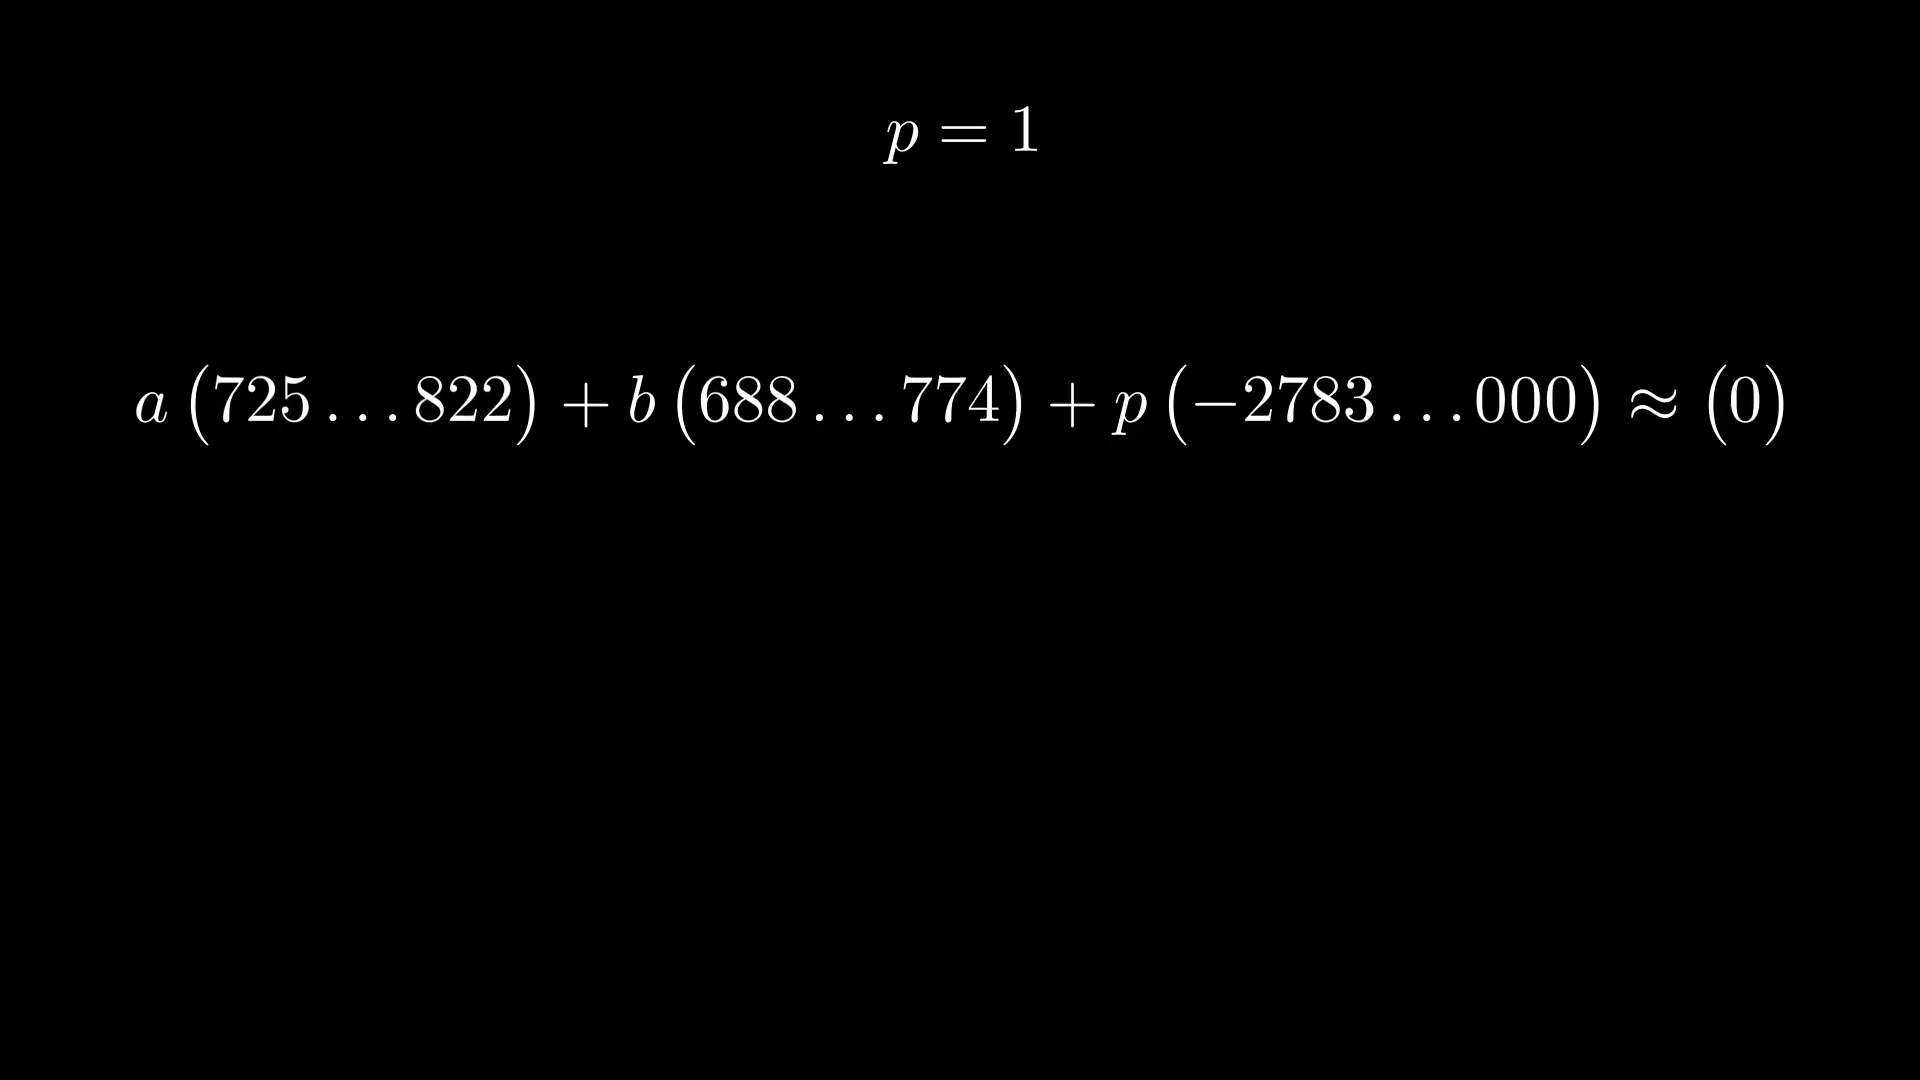 p = 1
a (725 . . . 822) + b (688 . . . 774) + p (−2783 . . . 000) ≈ (0)